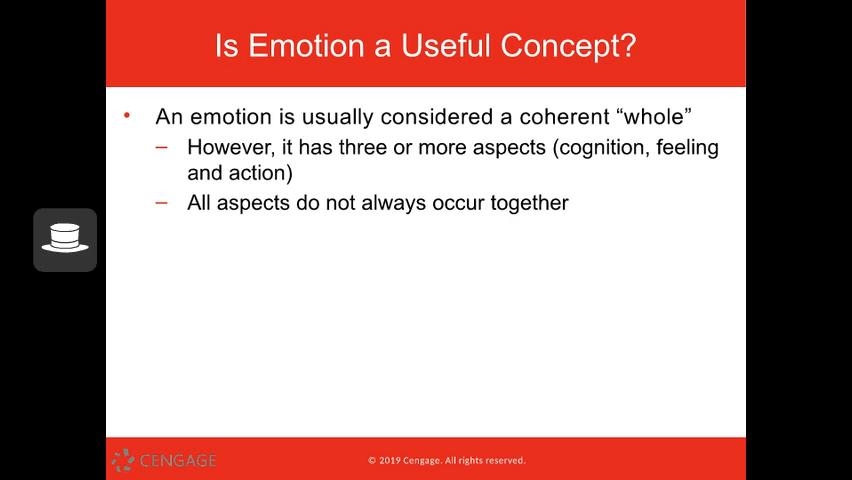 Is Emotion a Useful Concept?
• An emotion is usually considered a coherent “whole”
– However, it has three or more aspects (cognition, feeling
and action)
– All aspects do not always occur together
CENGAGE
© 2019 Cengage. All rights reserved.